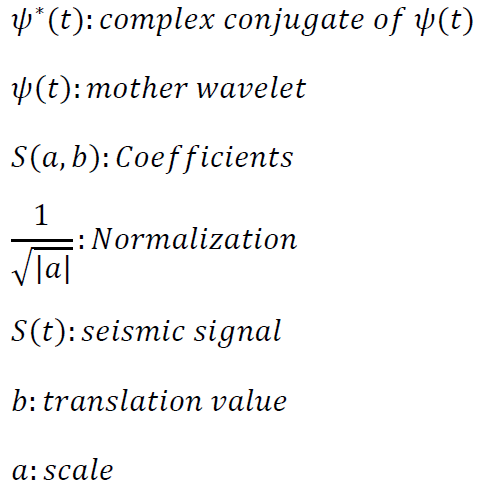 ψ*(t): complex conjugate of ψ(t)
ψ(t): mother wavelet
S(a, b): Coefficients
1/√|a| : Normalization
S(t): seismic signal
b: translation value
a: scale